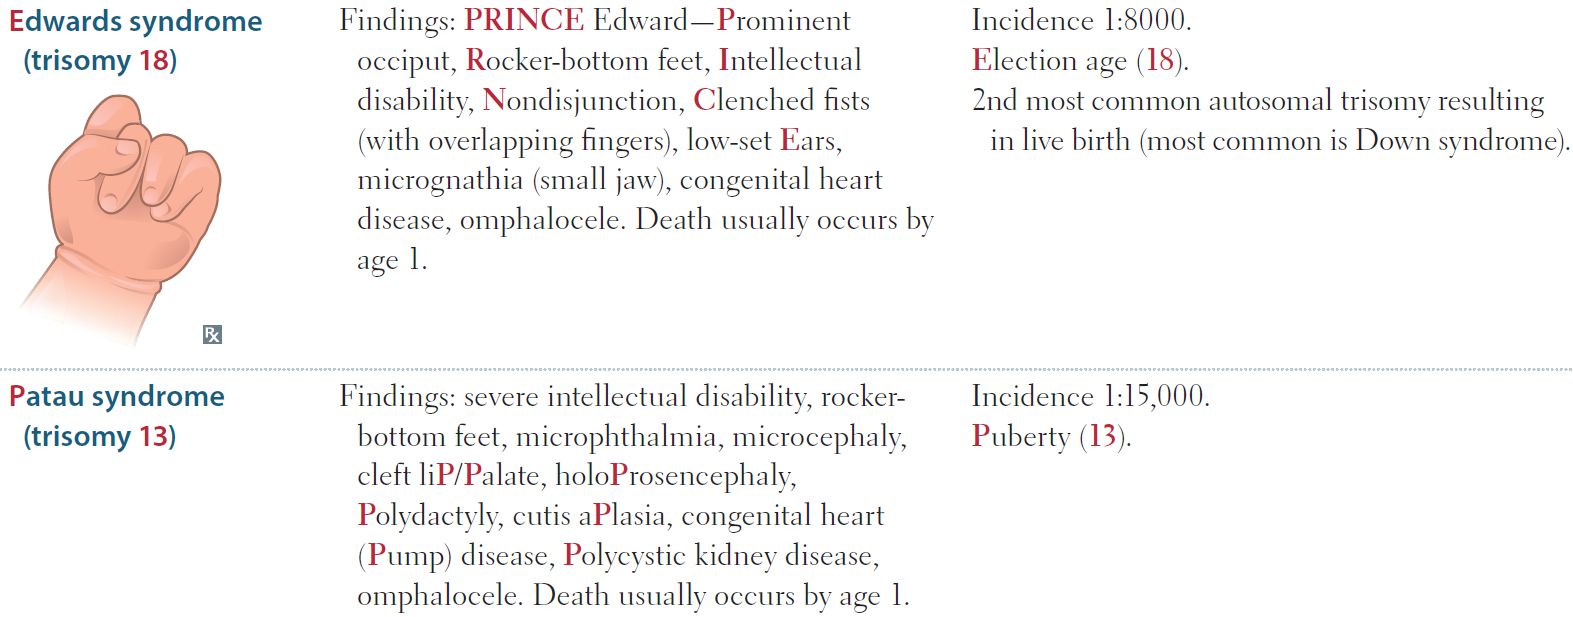 Edwards syndrome
(trisomy 18)
Findings: PRINCE Edward—Prominent
occiput, Rocker-bottom feet, Intellectual
disability, Nondisjunction, Clenched fists
(with overlapping fingers), low-set Ears,
micrognathia (small jaw), congenital heart
disease, omphalocele. Death usually occurs by
age 1.
Incidence 1:8000.
Election age (18).
2nd most common autosomal trisomy resulting
in live birth (most common is Down syndrome).
Rx
Patau syndrome
(trisomy 13)
Findings: severe intellectual disability, rocker-
bottom feet, microphthalmia, microcephaly,
cleft liP/Palate, holoProsencephaly,
Polydactyly, cutis aPlasia, congenital heart
(Pump) disease, Polycystic kidney disease,
omphalocele. Death usually occurs by age 1.
Incidence 1:15,000.
Puberty (13).